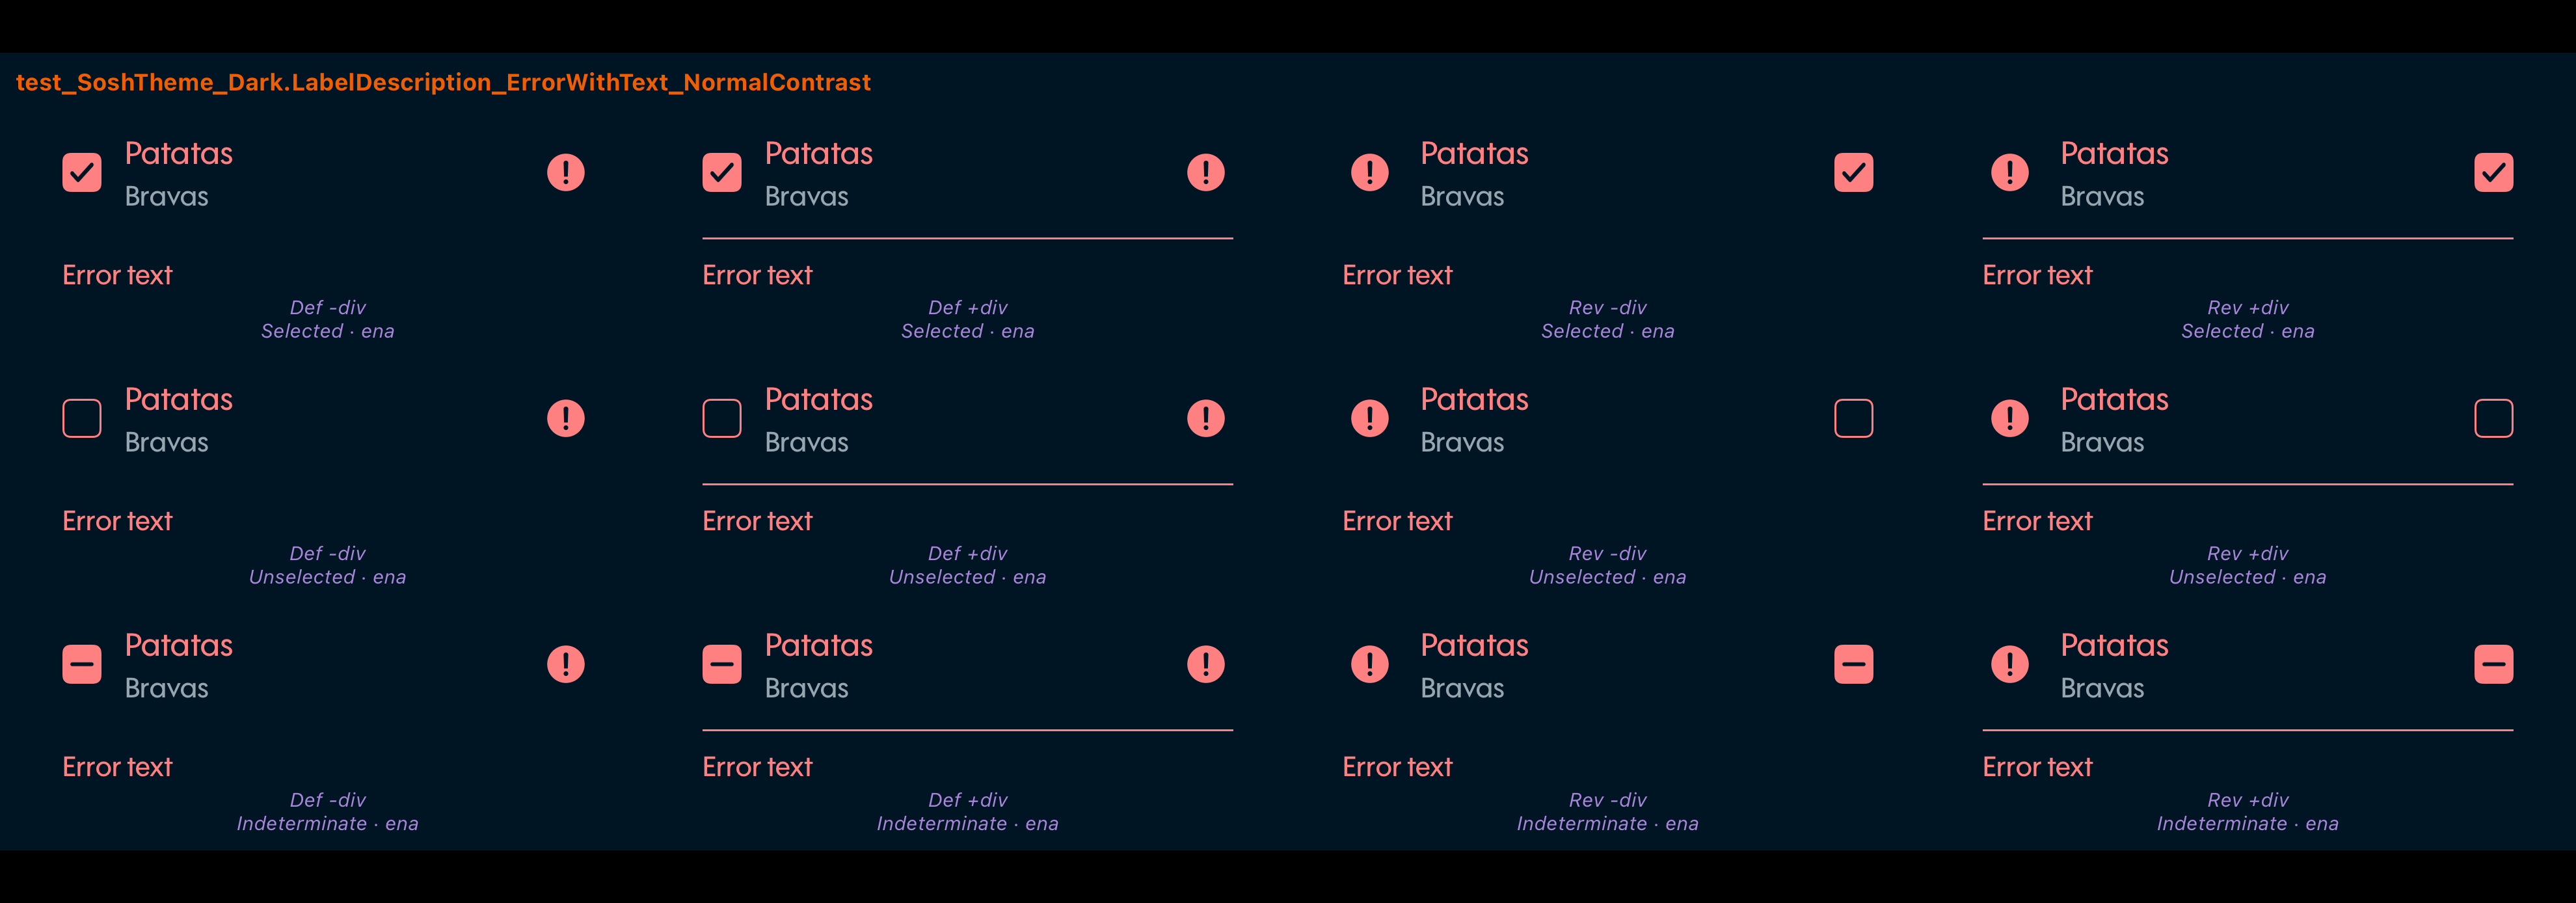 test_SoshTheme_Dark.LabelDescription_ErrorWithText_NormalContrast
Patatas
Bravas
Error text
Def -div
Selected · ena
Patatas
Bravas
Error text
Def +div
Selected · ena
Patatas
Bravas
Error text
Rev -div
Selected · ena
Patatas
Bravas
Error text
Rev +div
Selected · ena
Patatas
Bravas
Error text
Def -div
Unselected · ena
Patatas
Bravas
Error text
Def +div
Unselected · ena
Patatas
Bravas
Error text
Rev -div
Unselected · ena
Patatas
Bravas
Error text
Rev +div
Unselected · ena
Patatas
Bravas
Error text
Def -div
Indeterminate · ena
Patatas
Bravas
Error text
Def +div
Indeterminate · ena
Patatas
Bravas
Error text
Rev -div
Indeterminate · ena
Patatas
Bravas
Error text
Rev +div
Indeterminate · ena